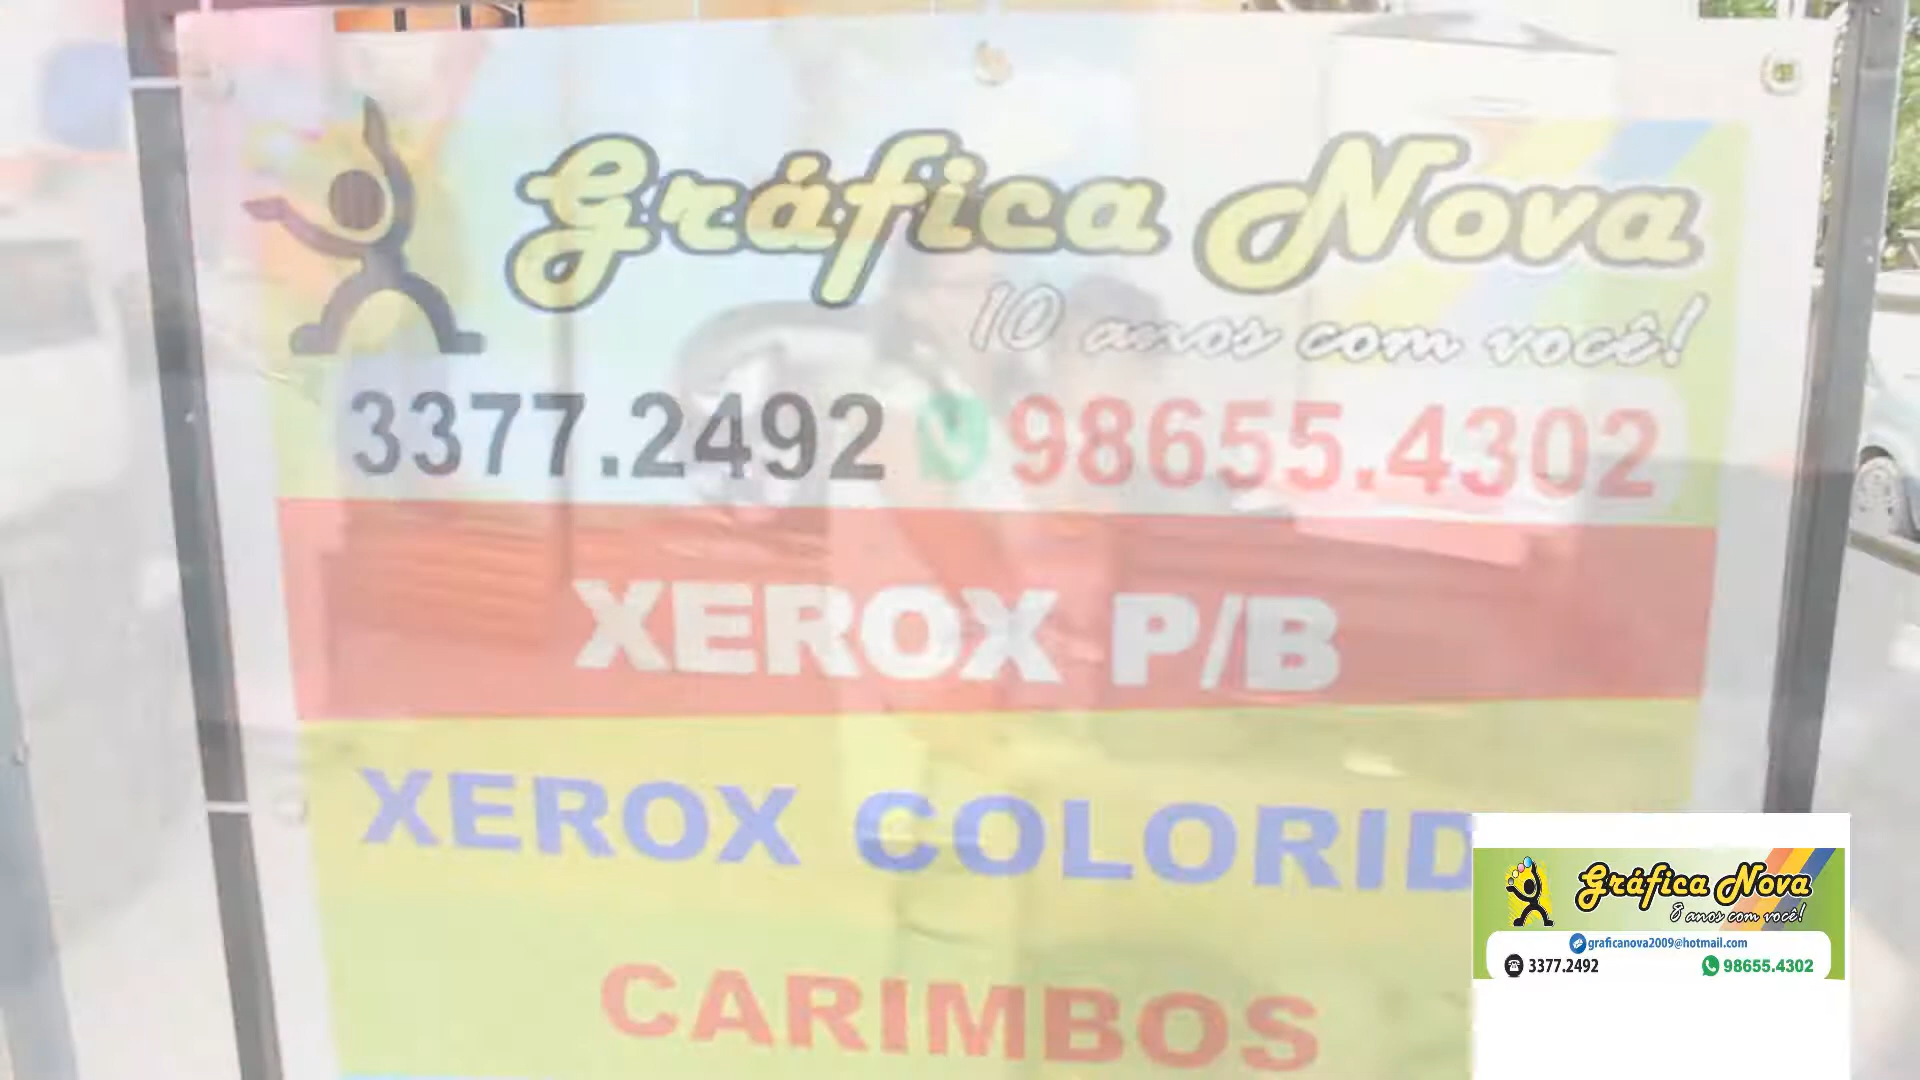 Gráfica Nova
10 anos com você!
3377.2492 98655.4302
XEROX P/B
XEROX COLORID
CARIMBOS
Gráfica Nova
8 anos com você!
graficanova2009@hotmail.com
3377.2492 98655.4302